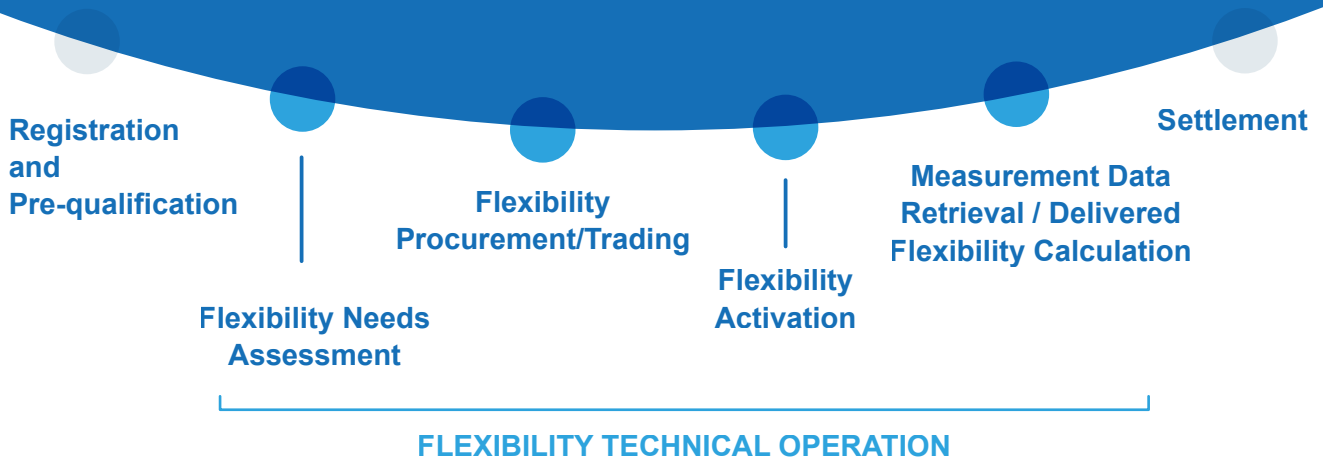 Registration
and
Pre-qualification
Flexibility Needs
Assessment
Flexibility
Procurement/Trading
Flexibility
Activation
Measurement Data
Retrieval / Delivered
Flexibility Calculation
Settlement
FLEXIBILITY TECHNICAL OPERATION